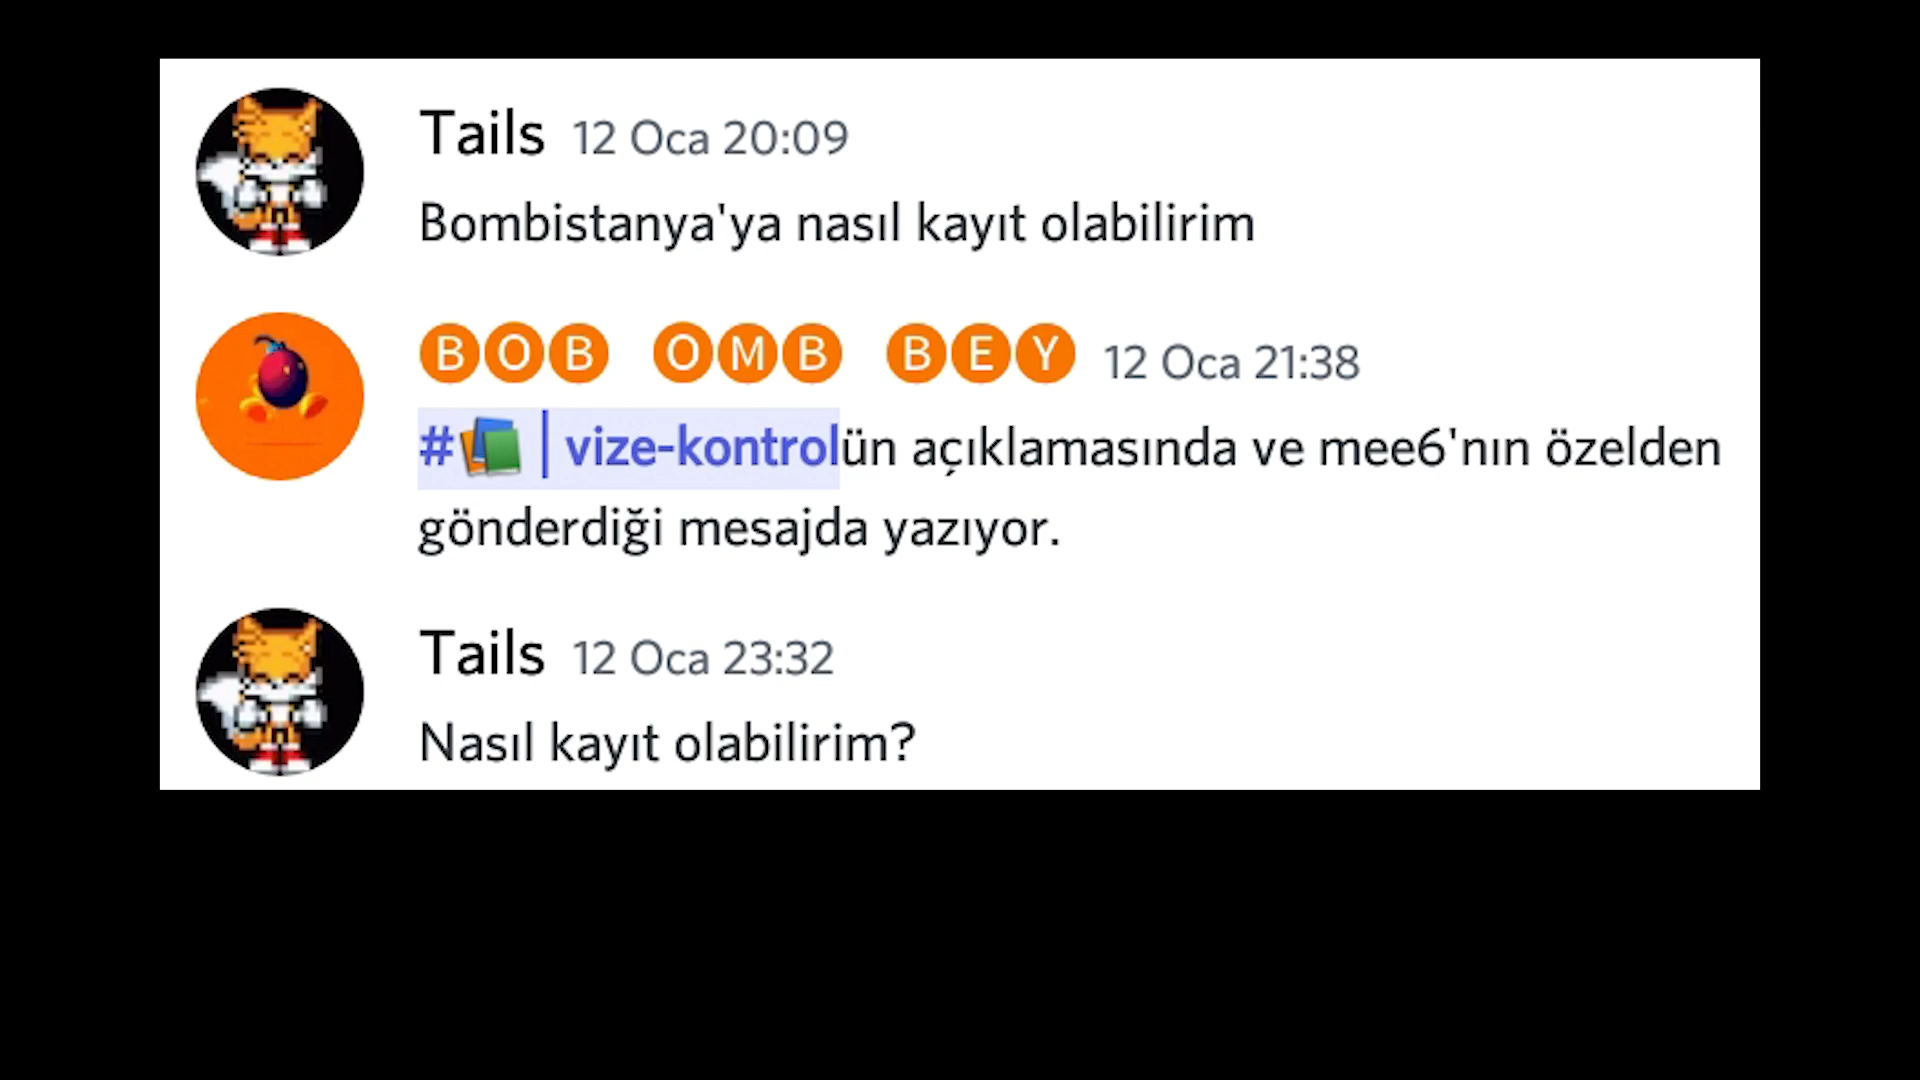 Tails 12 Oca 20:09
Bombistanya'ya nasıl kayıt olabilirim
🅑🅞🅑 🅞🅜🅑 🅑🅔🅨 12 Oca 21:38
#📚 | vize-kontrolün açıklamasında ve mee6'nın özelden
gönderdiği mesajda yazıyor.
Tails 12 Oca 23:32
Nasıl kayıt olabilirim?